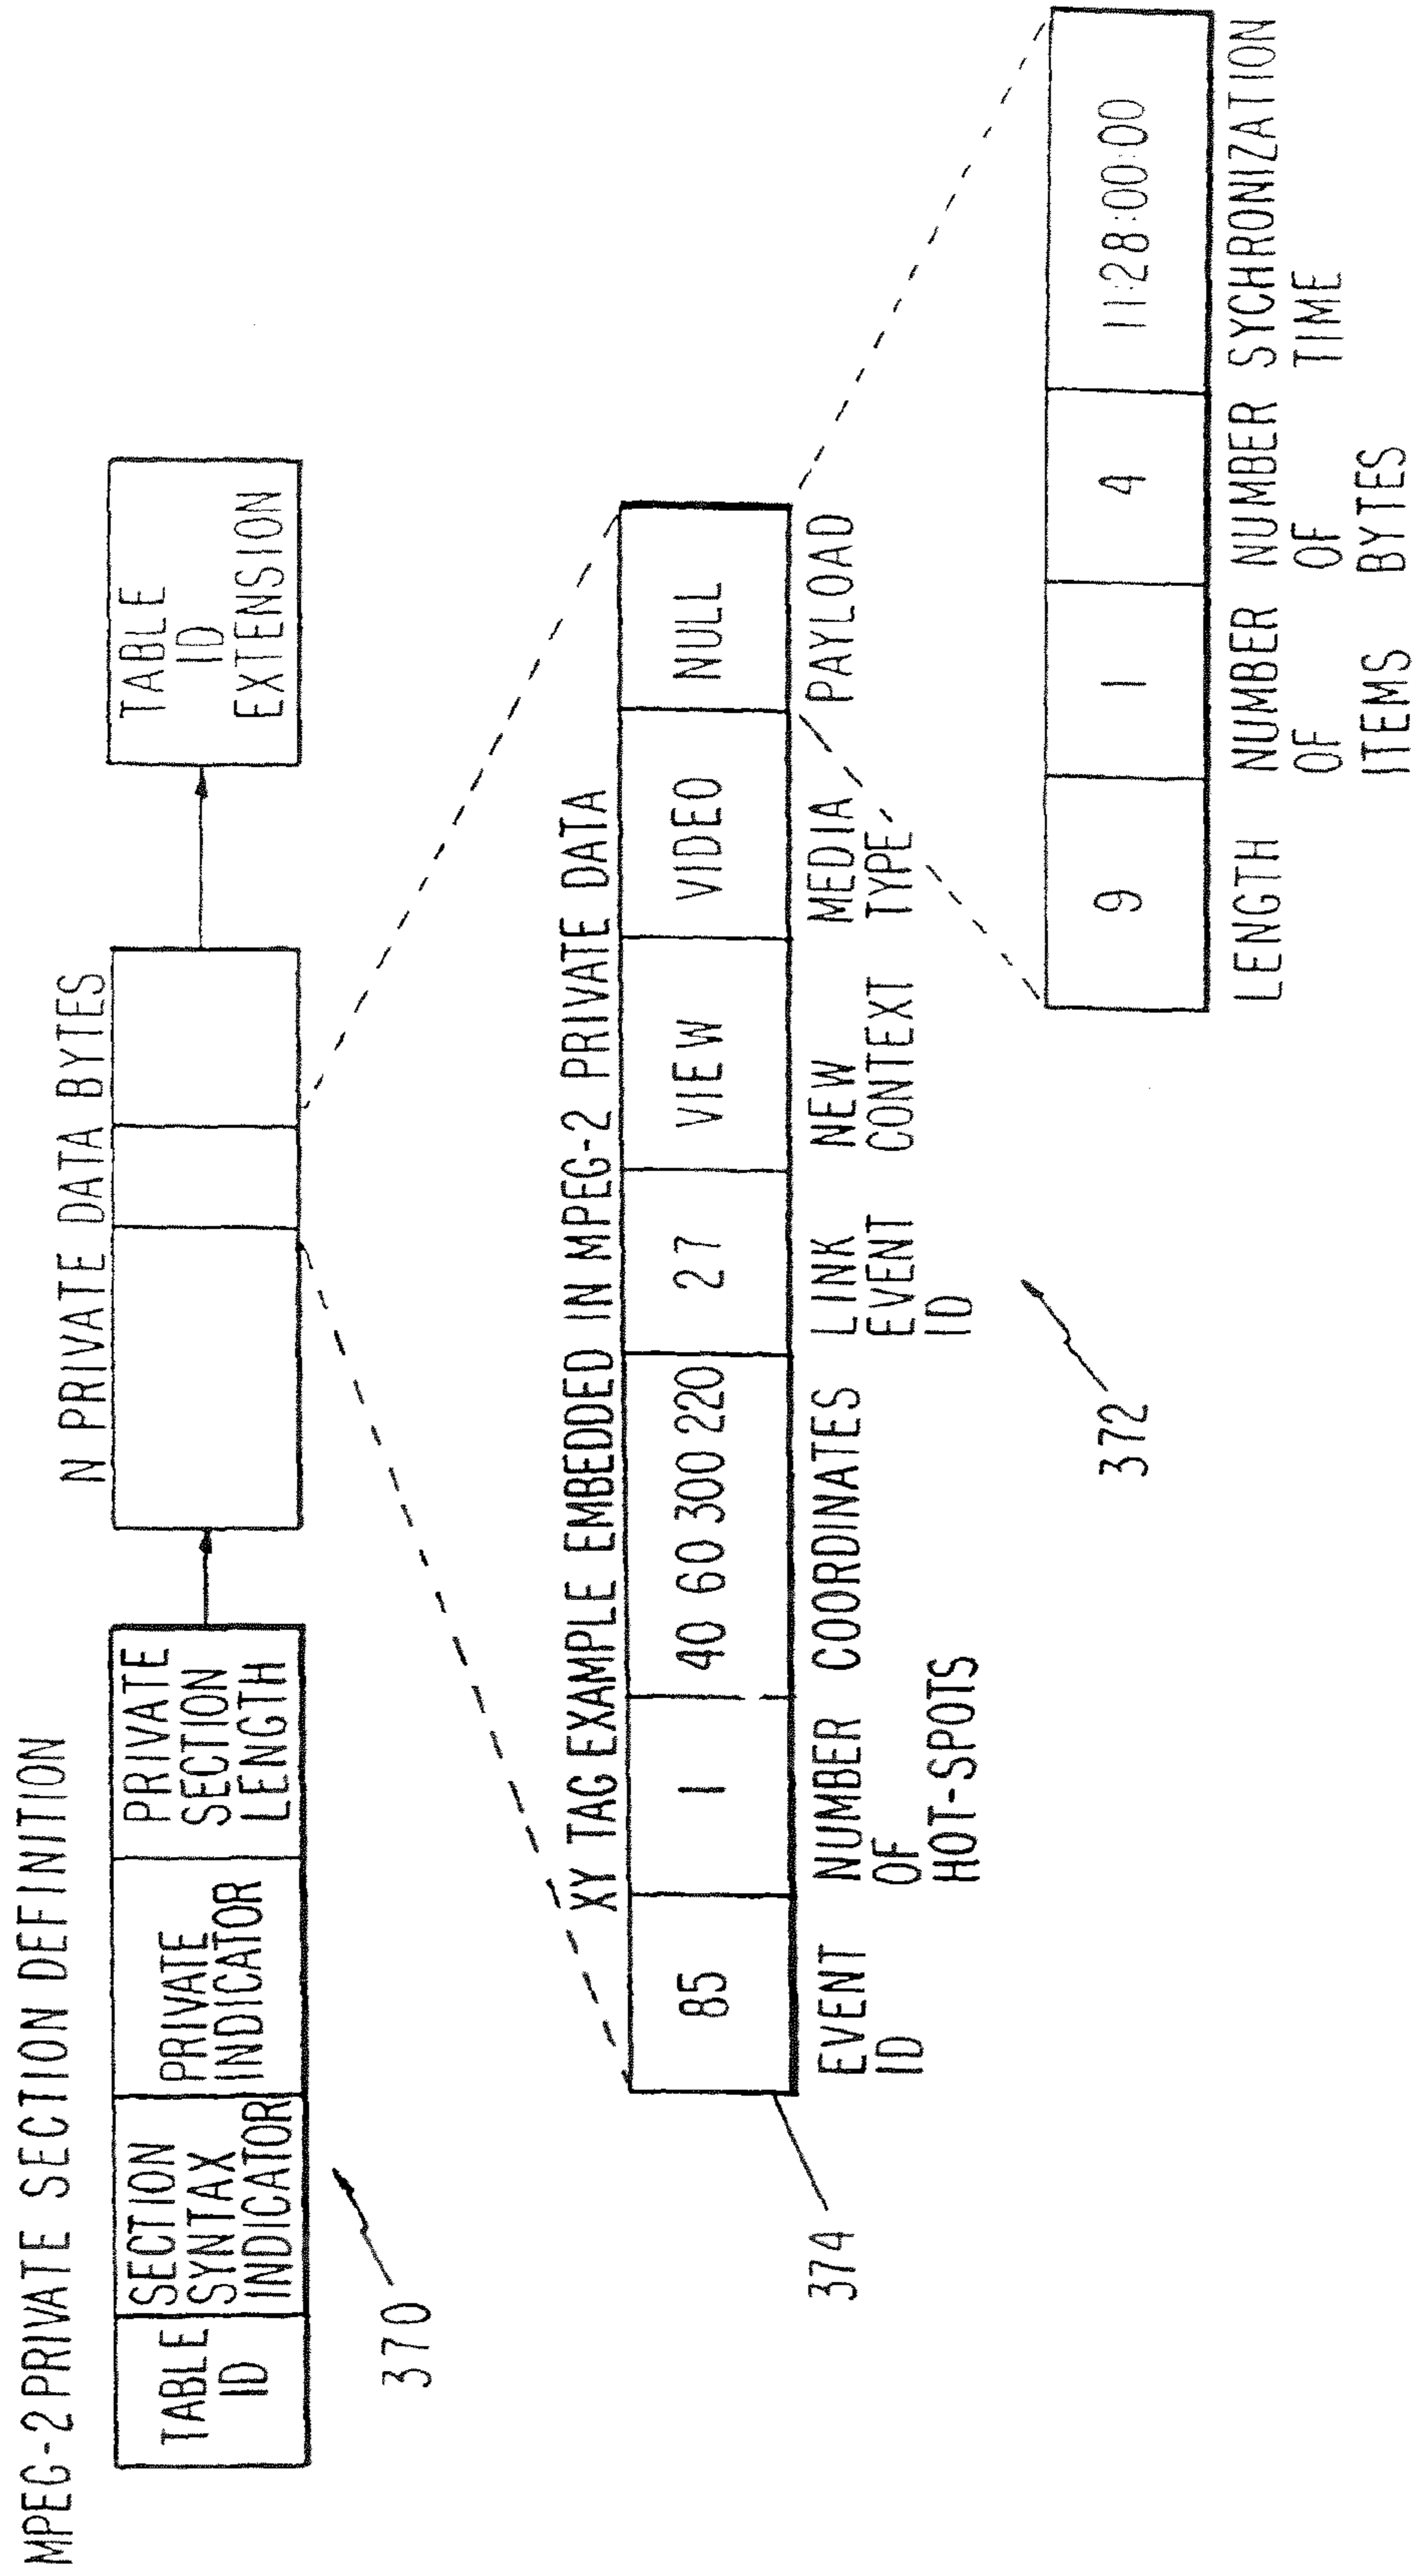 MPEG-2 PRIVATE SECTION DEFINITION
N PRIVATE DATA BYTES
TABLE
ID
SECTION
SYNTAX
INDICATOR
PRIVATE
INDICATOR
PRIVATE
SECTION
LENGTH
TABLE
ID
EXTENSION
370
XY TAG EXAMPLE EMBEDDED IN MPEG-2 PRIVATE DATA
85
1
40 60 300 220
27
VIEW
VIDEO
NULL
EVENT
ID
NUMBER
OF
HOT-SPOTS
COORDINATES
LINK
EVENT
ID
NEW
CONTEXT
MEDIA
TYPE
PAYLOAD
374
372
9
1
4
11:28:00:00
LENGTH
NUMBER
OF
ITEMS
NUMBER
OF
BYTES
SYCHRONIZATION
TIME